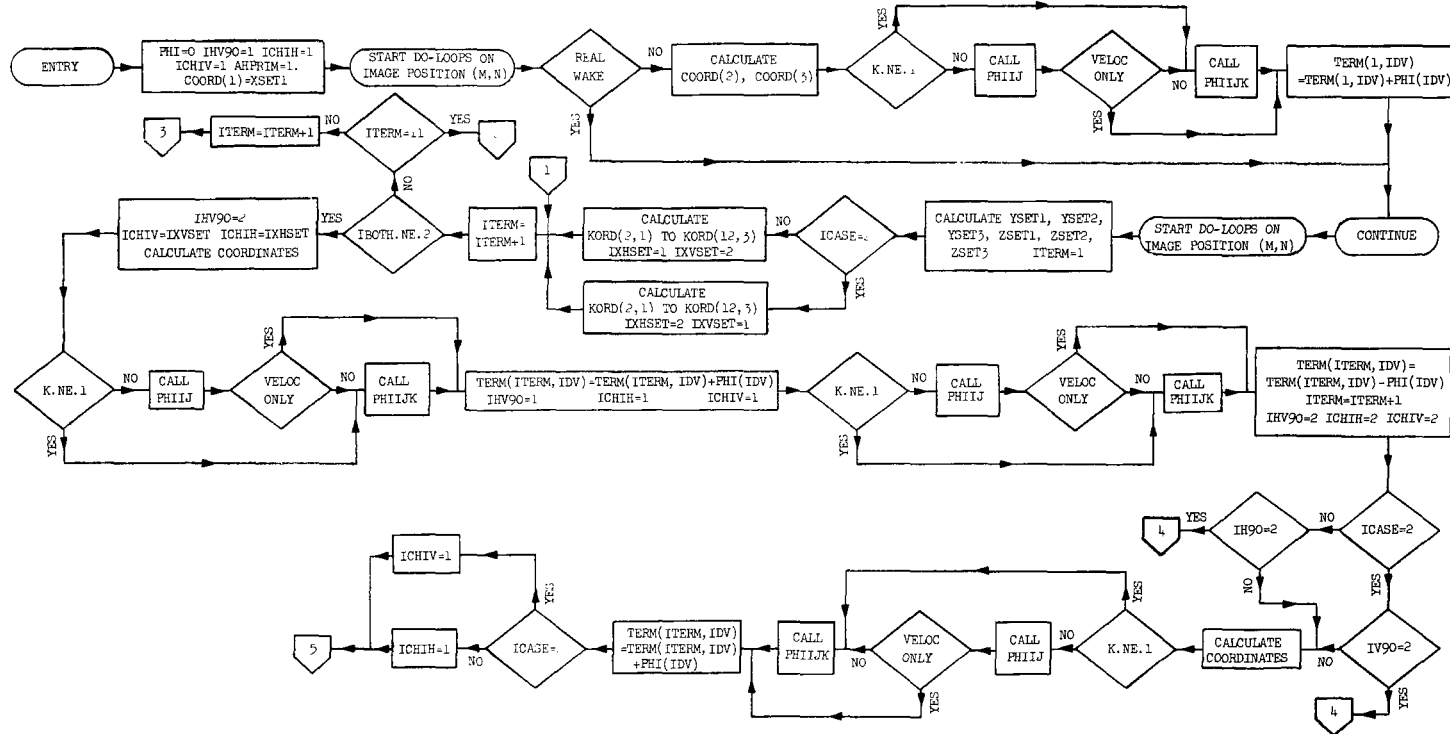 ENTRY
PHI=0 IHV90=1 ICHIH=1
ICHIV=1 AHPRIM=1.
COORD(1)=XSET1
START DO-LOOPS ON
IMAGE POSITION (M,N)
REAL
WAKE
NO
YES
CALCULATE
COORD(2), COORD(3)
K.NE.1
YES
NO
CALL
PHIIJ
VELOC
ONLY
NO
YES
CALL
PHIIJK
TERM(1,IDV)
=TERM(1,IDV)+PHI(IDV)
3
ITERM=ITERM+1
NO
ITERM=11
YES
NO
1
IHV90=2
ICHIV=IXVSET ICHIH=IXHSET
CALCULATE COORDINATES
YES
IBOTH.NE.2
ITERM=
ITERM+1
CALCULATE
KORD(2,1) TO KORD(12,3)
IXHSET=1 IXVSET=2
NO
ICASE=
YES
CALCULATE
KORD(2,1) TO KORD(12,3)
IXHSET=2 IXVSET=1
CALCULATE YSET1, YSET2,
YSET3, ZSET1, ZSET2,
ZSET3 ITERM=1
START DO-LOOPS ON
IMAGE POSITION (M,N)
CONTINUE
K.NE.1
NO
YES
CALL
PHIIJ
VELOC
ONLY
YES
NO
CALL
PHIIJK
TERM(ITERM,IDV)=TERM(ITERM,IDV)+PHI(IDV)
IHV90=1 ICHIH=1 ICHIV=1
K.NE.1
NO
YES
CALL
PHIIJ
VELOC
ONLY
YES
NO
CALL
PHIIJK
TERM(ITERM,IDV)=
TERM(ITERM,IDV)-PHI(IDV)
ITERM=ITERM+1
IHV90=2 ICHIH=2 ICHIV=2
4
YES
IH90=2
NO
NO
ICASE=2
YES
IV90=2
NO
YES
4
CALCULATE
COORDINATES
K.NE.1
YES
NO
CALL
PHIIJ
VELOC
ONLY
NO
YES
CALL
PHIIJK
TERM(ITERM,IDV)
=TERM(ITERM,IDV)
+PHI(IDV)
ICASE=
YES
NO
ICHIV=1
ICHIH=1
5